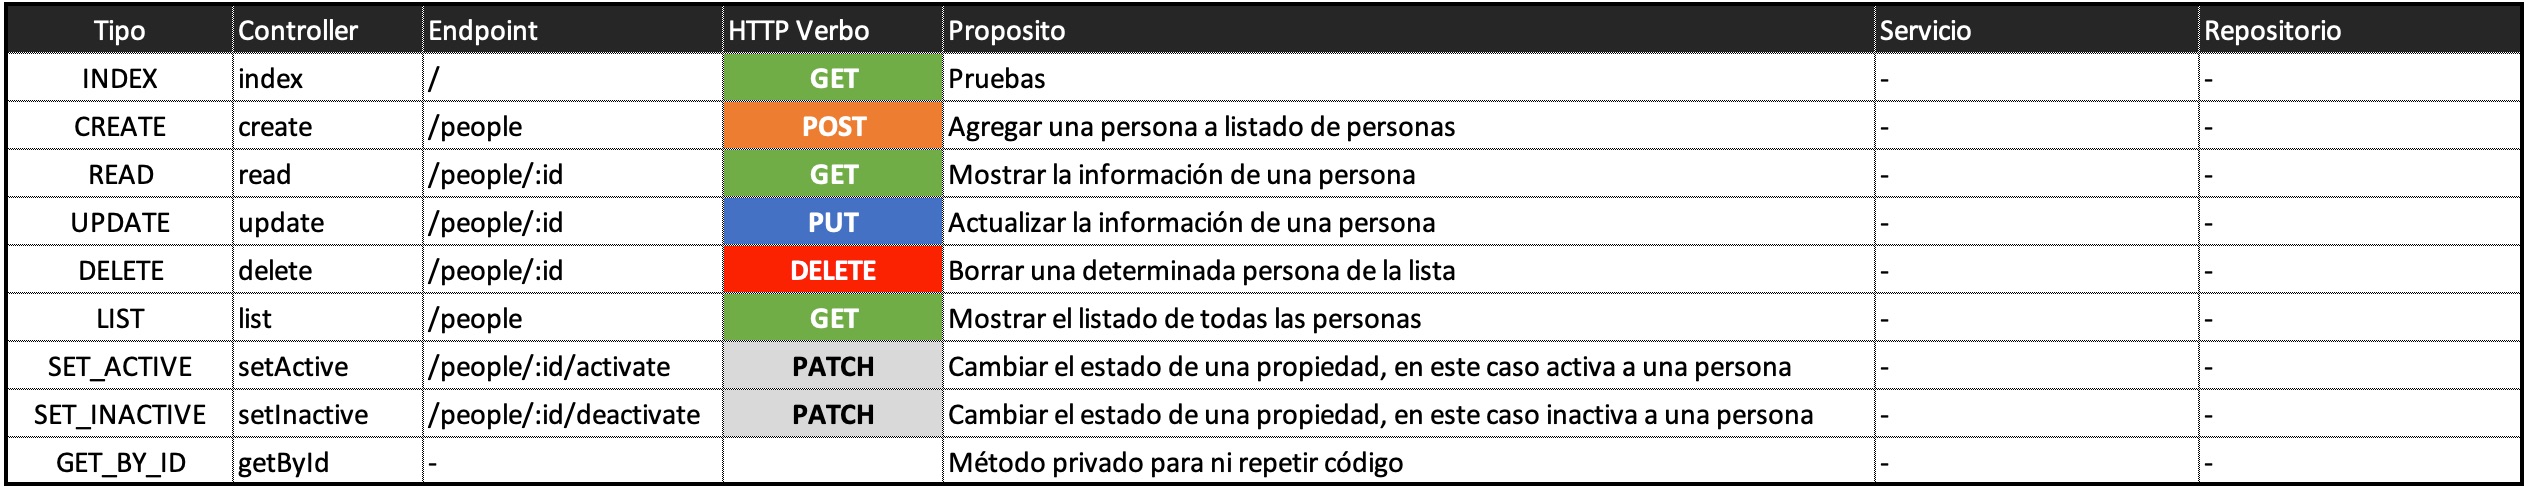 Tipo Controller Endpoint HTTP Verbo Proposito Servicio Repositorio
INDEX index / GET Pruebas - -
CREATE create /people POST Agregar una persona a listado de personas - -
READ read /people/:id GET Mostrar la información de una persona - -
UPDATE update /people/:id PUT Actualizar la información de una persona - -
DELETE delete /people/:id DELETE Borrar una determinada persona de la lista - -
LIST list /people GET Mostrar el listado de todas las personas - -
SET_ACTIVE setActive /people/:id/activate PATCH Cambiar el estado de una propiedad, en este caso activa a una persona - -
SET_INACTIVE setInactive /people/:id/deactivate PATCH Cambiar el estado de una propiedad, en este caso inactiva a una persona - -
GET_BY_ID getById - Método privado para ni repetir código - -